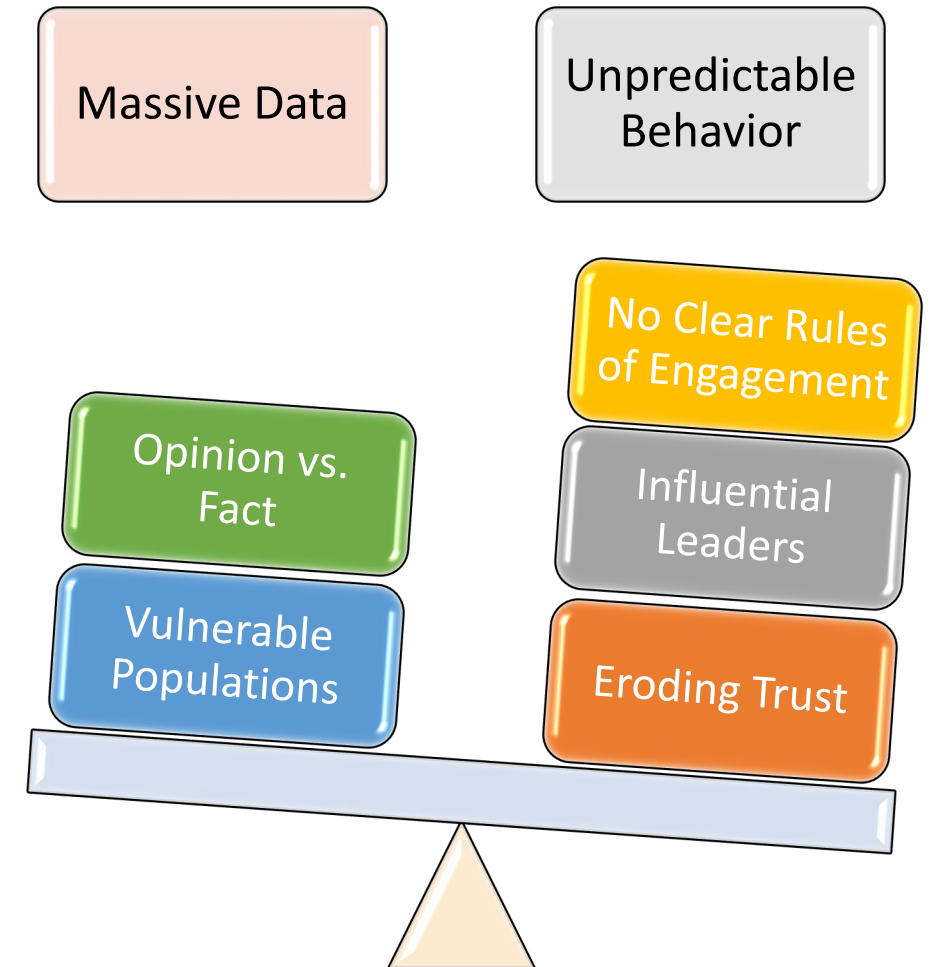 Massive Data
Unpredictable
Behavior
No Clear Rules
of Engagement
Opinion vs.
Fact
Influential
Leaders
Vulnerable
Populations
Eroding Trust